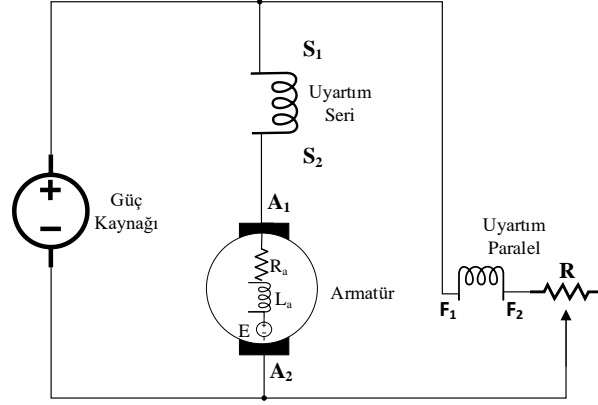 S₁
Uyartım
Seri
S₂
Güç
Kaynağı
A₁
Rₐ
Lₐ
E
Armatür
A₂
Uyartım
Paralel
R
F₁
F₂